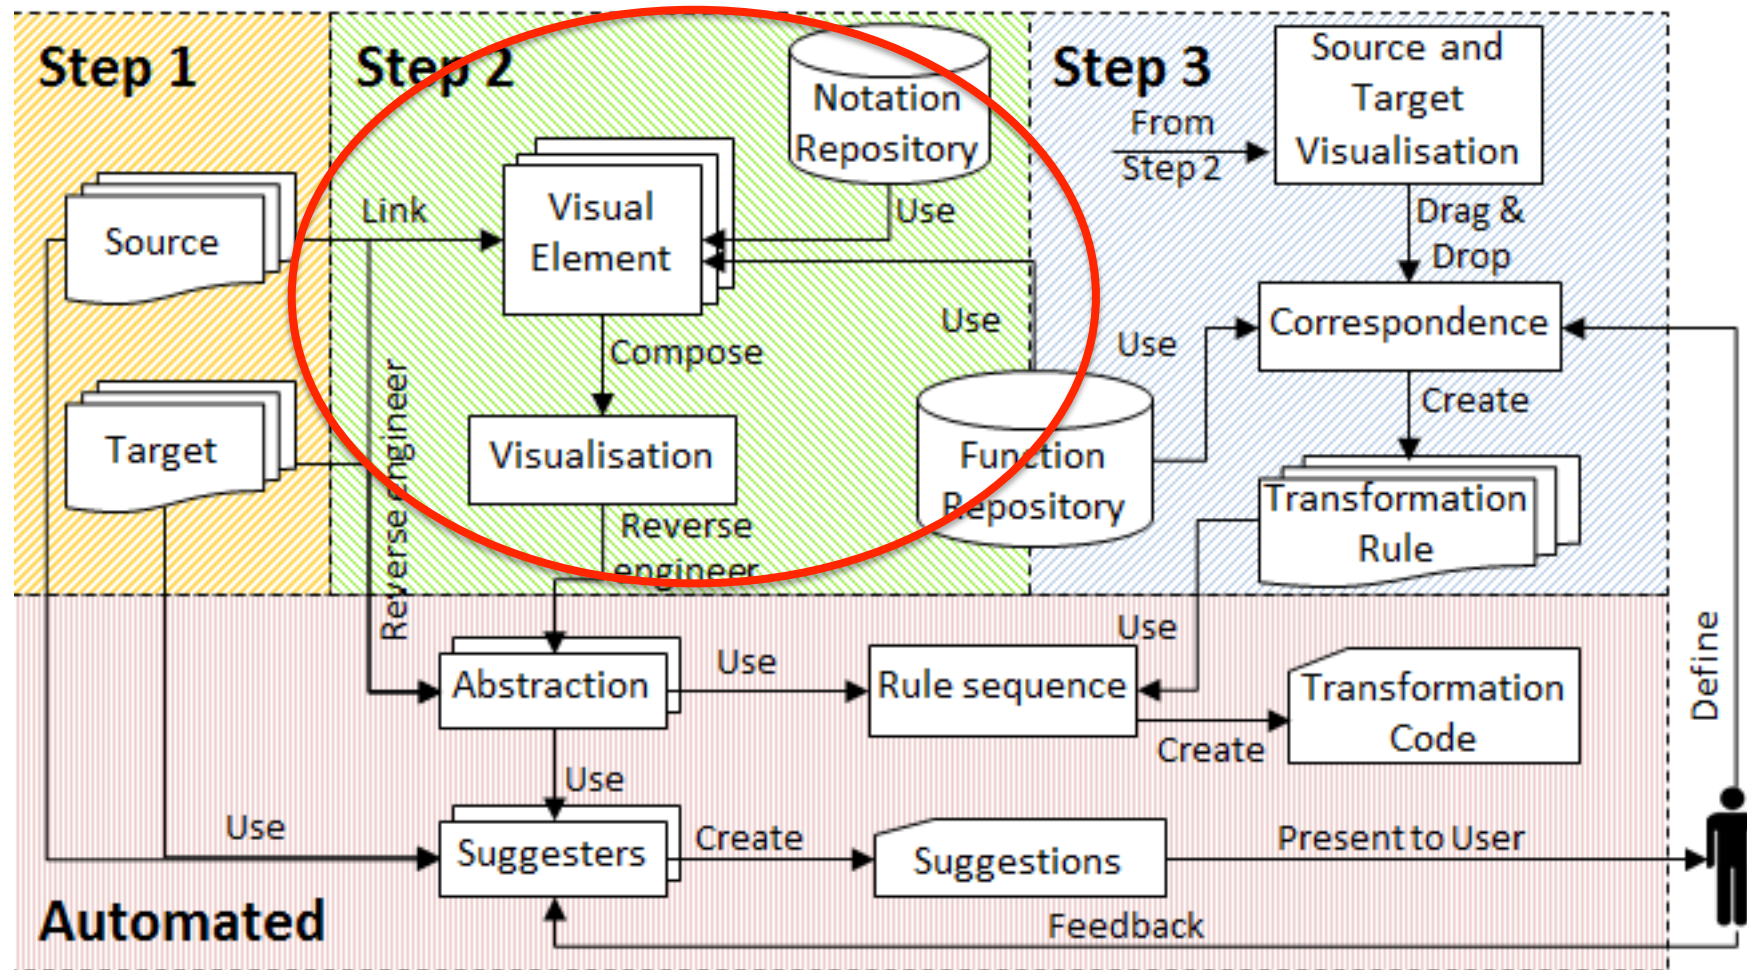 Step 1
Step 2
Step 3
Notation
Repository
Source and
Target
Visualisation
From
Step 2
Link
Visual
Element
Use
Source
Drag &
Drop
Use
Use
Correspondence
Compose
Reverse engineer
Create
Target
Visualisation
Function
Repository
Transformation
Rule
Reverse
engineer
Use
Define
Abstraction
Use
Rule sequence
Transformation
Code
Create
Use
Use
Suggesters
Create
Suggestions
Present to User
Automated
Feedback